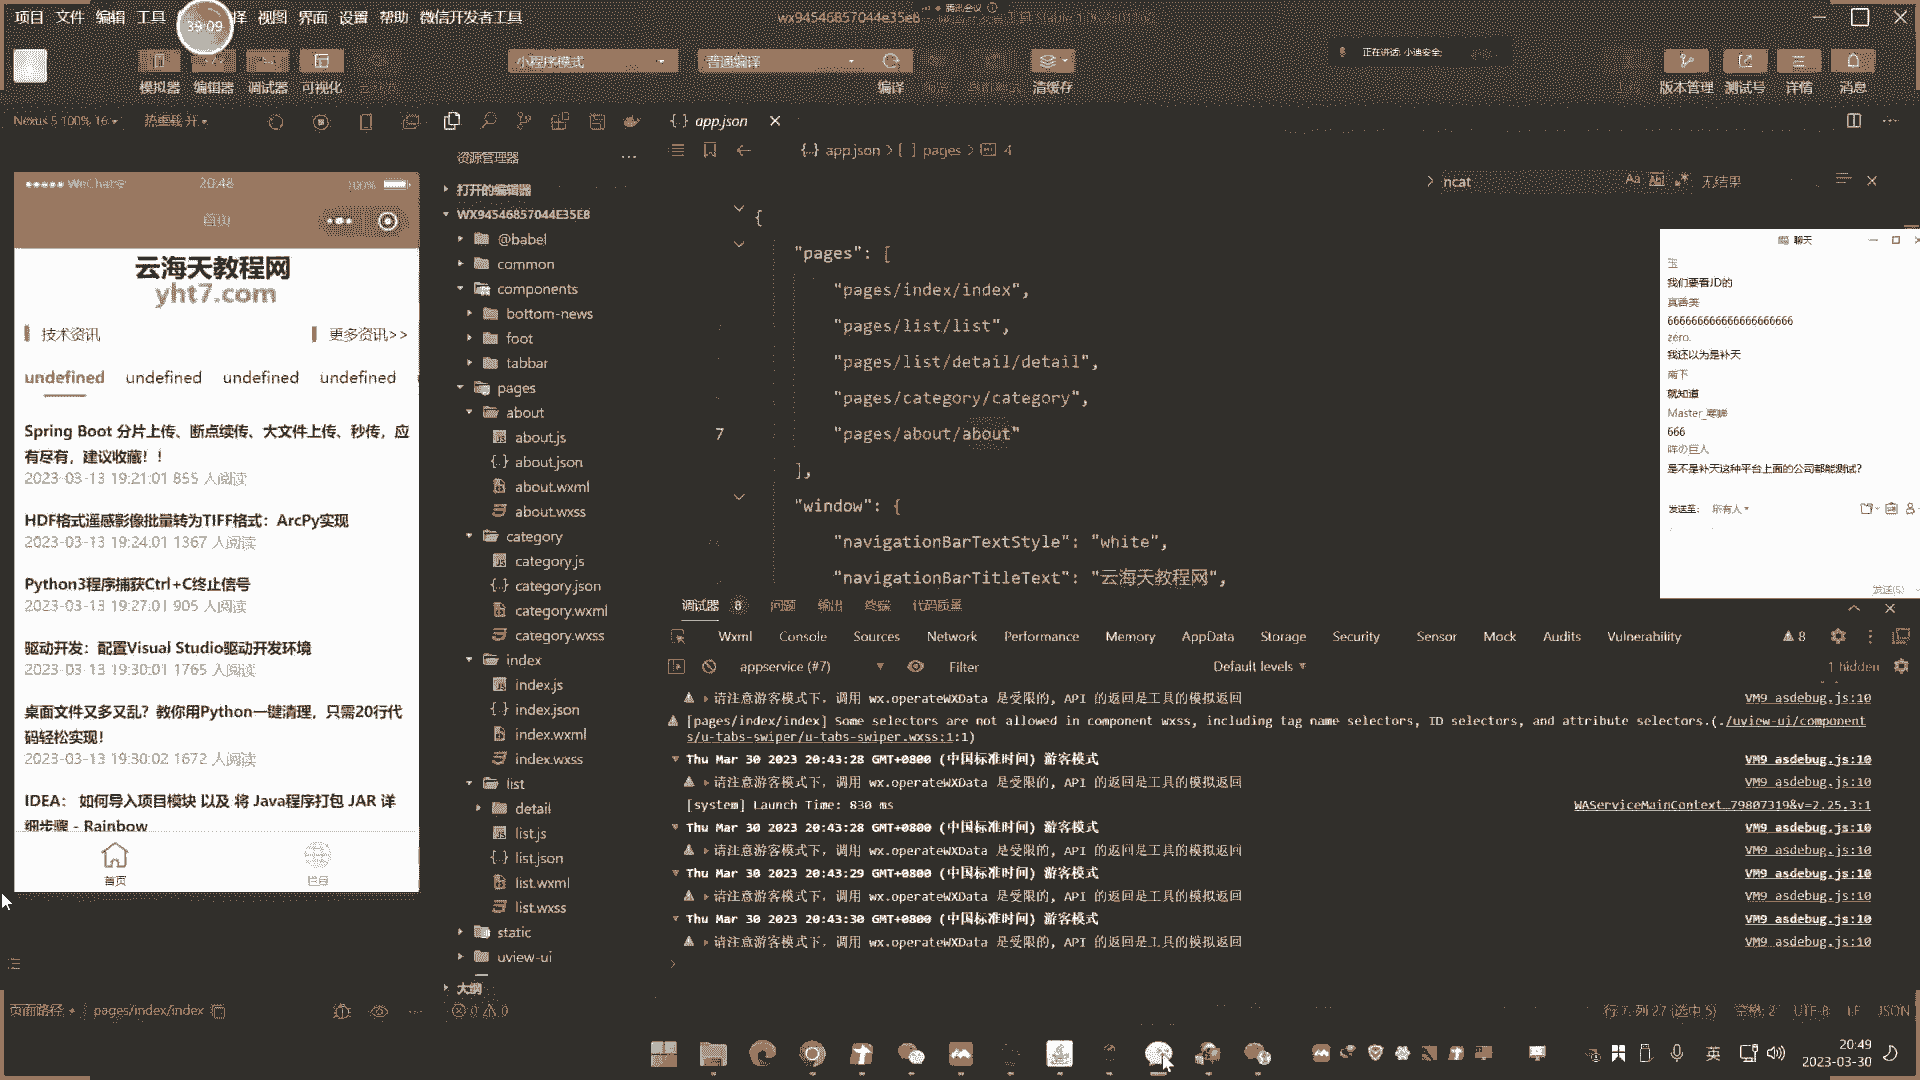 项目 文件 编辑 工具 择 视图 界面 设置 帮助 微信开发者工具
39:09
wx94546857044e35e8
腾讯会议
正在讲话: 小迪安全;
模拟器 编辑器 调试器 可视化
小程序模式
普通编译
编译
清缓存
版本管理 测试号 详情 消息
Nexus 5 100% 16
热重载 开
app.json
资源管理器
app.json > [ ] pages > 4
ncat
无结果
打开的编辑器
WX94546857044E35E8
@babel
common
components
bottom-news
foot
tabbar
pages
about
about.js
about.json
about.wxml
about.wxss
category
category.js
category.json
category.wxml
category.wxss
index
index.js
index.json
index.wxml
index.wxss
list
detail
list.js
list.json
list.wxml
list.wxss
static
uview-ui
大纲
WeChat
20:48
100%
首页
云海天教程网
yht7.com
技术资讯
更多资讯>>
undefined undefined undefined undefined
Spring Boot 分片上传、断点续传、大文件上传、秒传，应
有尽有，建议收藏！！
2023-03-13 19:21:01 855 人阅读
HDF格式遥感影像批量转为TIFF格式：ArcPy实现
2023-03-13 19:24:01 1367 人阅读
Python3程序捕获Ctrl+C终止信号
2023-03-13 19:27:01 905 人阅读
驱动开发：配置Visual Studio驱动开发环境
2023-03-13 19:30:01 1765 人阅读
桌面文件又多又乱？教你用Python一键清理，只需20行代
码轻松实现！
2023-03-13 19:30:02 1672 人阅读
IDEA： 如何导入项目模块 以及 将 Java程序打包 JAR 详
细步骤 - Rainbow
首页
{
"pages": [
"pages/index/index",
"pages/list/list",
"pages/list/detail/detail",
"pages/category/category",
7
"pages/about/about"
],
"window": {
"navigationBarTextStyle": "white",
"navigationBarTitleText": "云海天教程网",
聊天
宝
我们要看JD的
真善美
66666666666666666666
zero.
我还以为是补天
南下
就知道
666
是不是补天这种平台上面的公司都能测试?
发送至: 所有人
发送(S)
调试器 8 问题 输出 终端 代码质量
Wxml Console Sources Network Performance Memory AppData Storage Security Sensor Mock Audits Vulnerability 8
appservice (#7) Filter Default levels 1 hidden
请注意游客模式下，调用 wx.operateWXData 是受限的, API 的返回是工具的模拟返回 VM9 asdebug.js:10
[pages/index/index] Some selectors are not allowed in component wxss, including tag name selectors, ID selectors, and attribute selectors.(./uview-ui/component
s/u-tabs-swiper/u-tabs-swiper.wxss:1:1)
Thu Mar 30 2023 20:43:28 GMT+0800 (中国标准时间) 游客模式 VM9 asdebug.js:10
请注意游客模式下，调用 wx.operateWXData 是受限的, API 的返回是工具的模拟返回 VM9 asdebug.js:10
[system] Launch Time: 830 ms WAServiceMainContext…79807319&v=2.25.3:1
Thu Mar 30 2023 20:43:28 GMT+0800 (中国标准时间) 游客模式 VM9 asdebug.js:10
请注意游客模式下，调用 wx.operateWXData 是受限的, API 的返回是工具的模拟返回 VM9 asdebug.js:10
Thu Mar 30 2023 20:43:29 GMT+0800 (中国标准时间) 游客模式 VM9 asdebug.js:10
请注意游客模式下，调用 wx.operateWXData 是受限的, API 的返回是工具的模拟返回 VM9 asdebug.js:10
Thu Mar 30 2023 20:43:30 GMT+0800 (中国标准时间) 游客模式 VM9 asdebug.js:10
请注意游客模式下，调用 wx.operateWXData 是受限的, API 的返回是工具的模拟返回 VM9 asdebug.js:10
页面路径 pages/index/index
0 0
行 7, 列 27 (选中 5) 空格: 2 UTF-8 LF JSON
英
20:49
2023-03-30